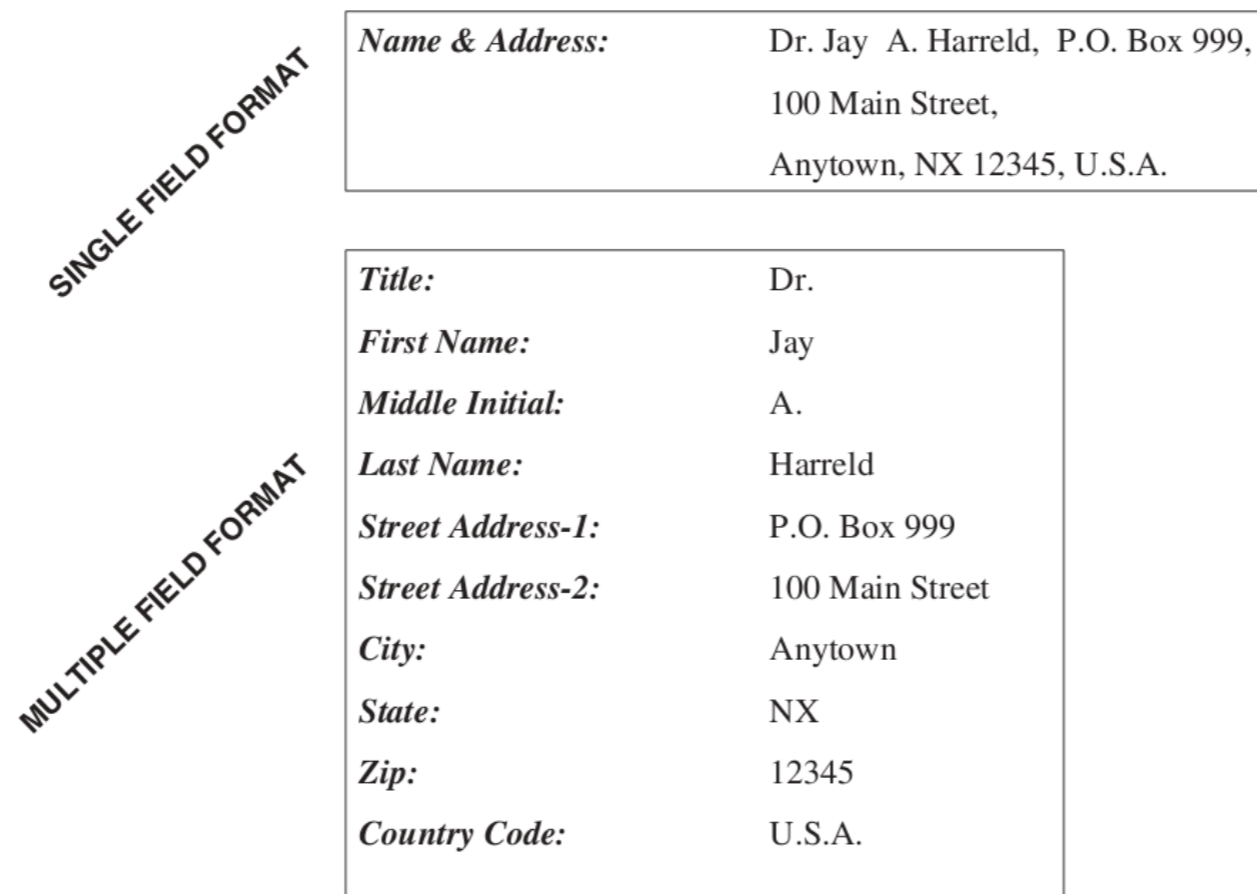 SINGLE FIELD FORMAT
Name & Address: Dr. Jay A. Harreld, P.O. Box 999,
100 Main Street,
Anytown, NX 12345, U.S.A.
MULTIPLE FIELD FORMAT
Title: Dr.
First Name: Jay
Middle Initial: A.
Last Name: Harreld
Street Address-1: P.O. Box 999
Street Address-2: 100 Main Street
City: Anytown
State: NX
Zip: 12345
Country Code: U.S.A.